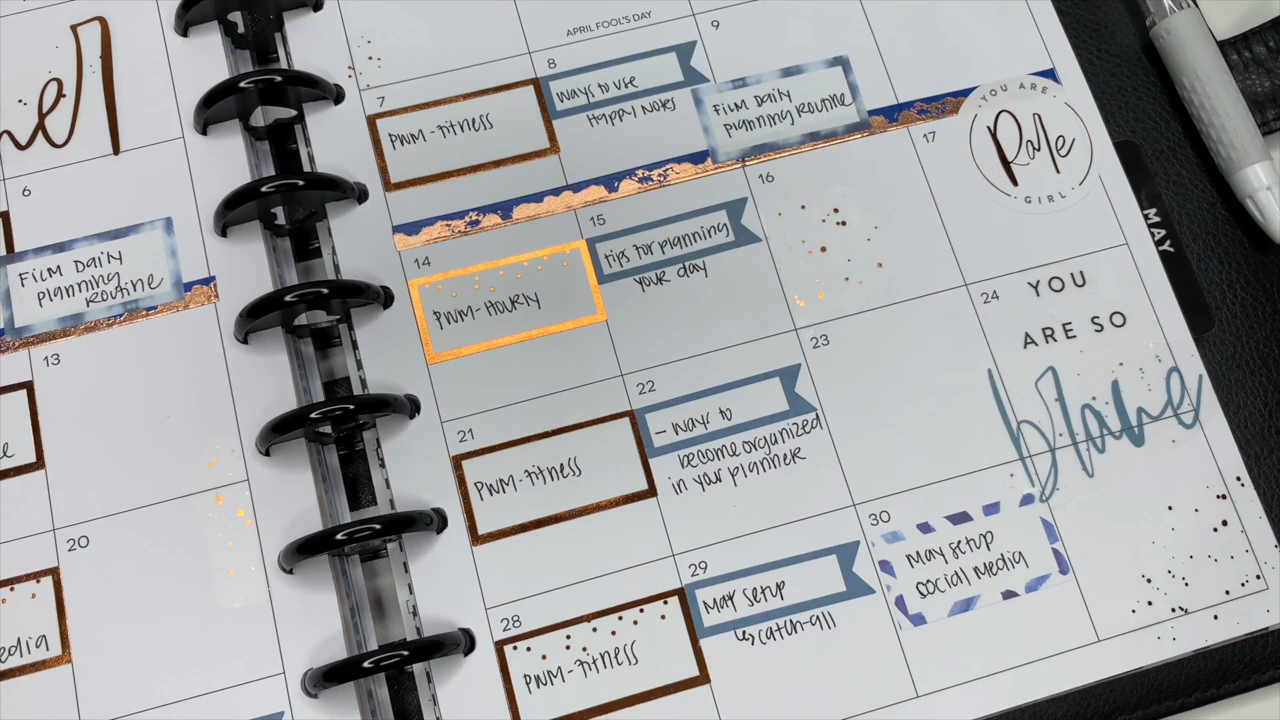 APRIL FOOL'S DAY
6
Film Daily
planning
Routine
13
20
edia
7
PWM-Fitness
8
Ways to use
Happy Notes
9
Film Daily
planning Routine
YOU ARE
Rare
GIRL
14
PWM-Hourly
15
tips for planning
your day
16
17
MAY
21
PWM-Fitness
22
- Ways to
become organized
in your planner
23
24
YOU
ARE SO
brave
28
PWM-Fitness
29
May setup
↳ catch-all
30
May setup
social media